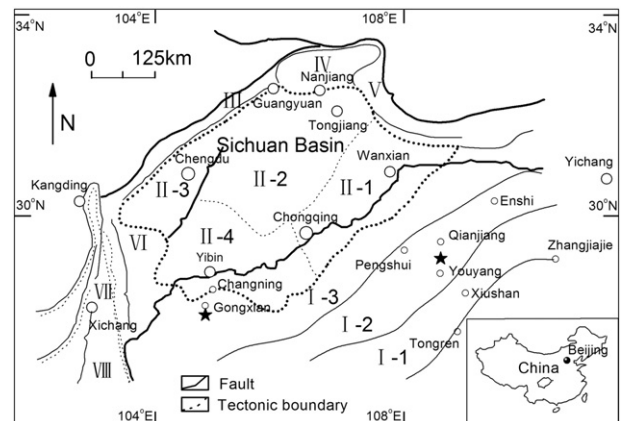 104°E 108°E
34°N 34°N
0 125km
N
IV
Nanjiang
III Guangyuan V
Tongjiang
Sichuan Basin
Chengdu Wanxian
II-3 II-2 II-1 Yichang
Kangding
30°N 30°N
Enshi
VI II-4 Chongqing Qianjiang
Zhangjiajie
Yibin Pengshui Youyang
Changning
VII Gongxian I-3 Xiushan
Xichang I-2
Tongren
VIII I-1
Beijing
China
Fault
Tectonic boundary
104°E 108°E